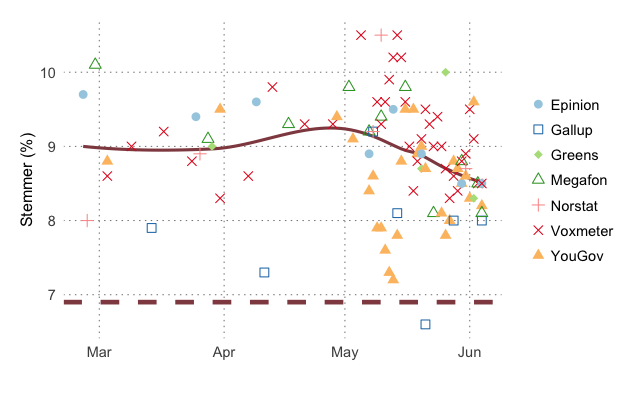 Stemmer (%)
10
9
8
7
Mar
Apr
May
Jun
Epinion
Gallup
Greens
Megafon
Norstat
Voxmeter
YouGov